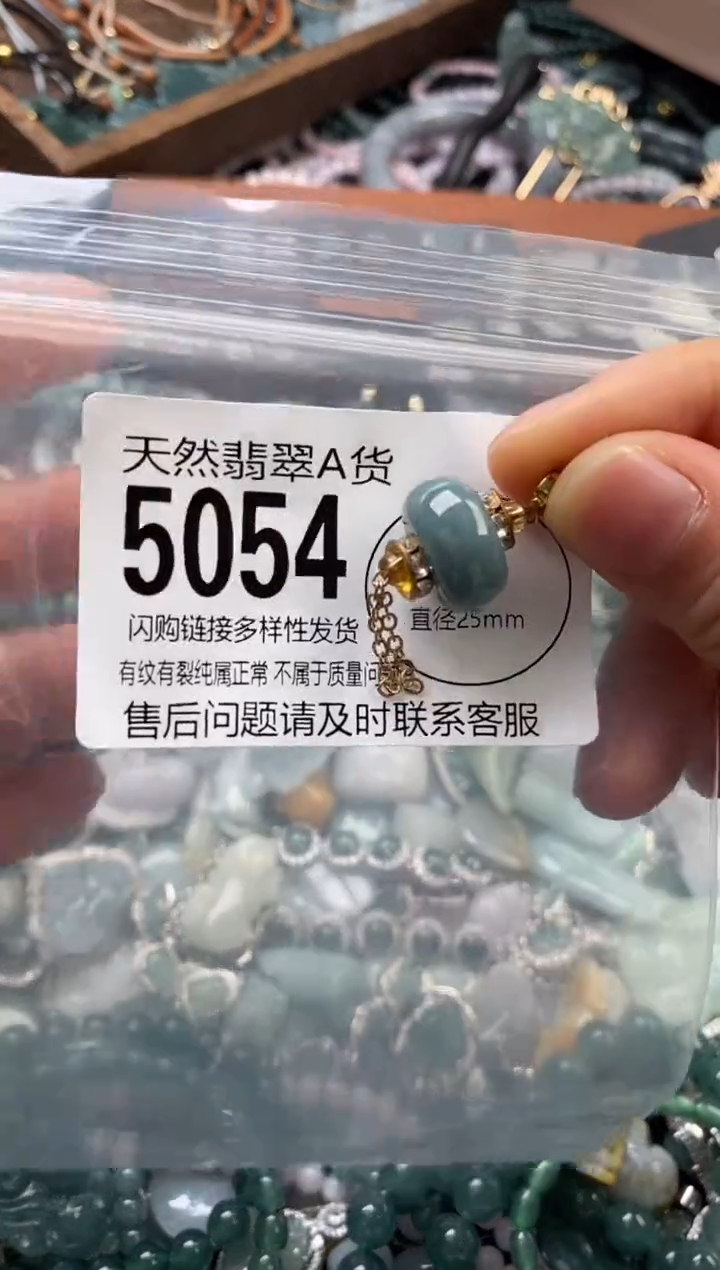 天然翡翠A货
5054
闪购链接多样性发货
直径25mm
有纹有裂纯属正常 不属于质量问
售后问题请及时联系客服